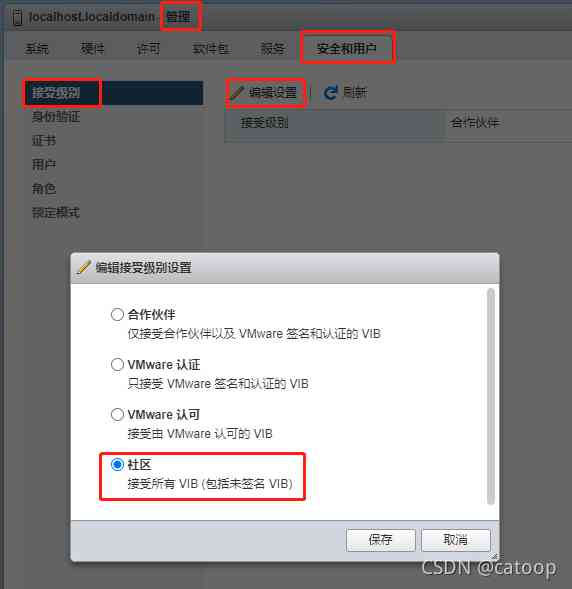 localhost.localdomain - 管理
系统 硬件 许可 软件包 服务 安全和用户
接受级别 编辑设置 刷新
身份验证 接受级别 合作伙伴
证书
用户
角色
锁定模式
编辑接受级别设置
合作伙伴
仅接受合作伙伴以及 VMware 签名和认证的 VIB
VMware 认证
只接受 VMware 签名和认证的 VIB
VMware 认可
接受由 VMware 认可的 VIB
社区
接受所有 VIB (包括未签名 VIB)
保存 取消
CSDN @catoop